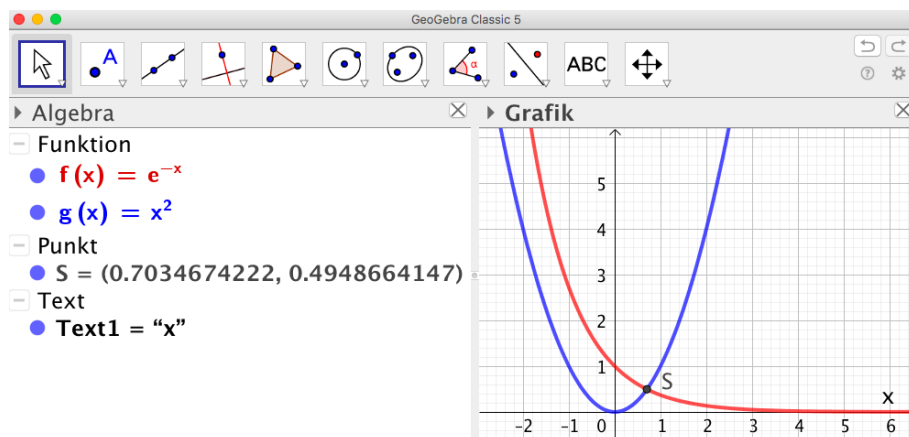 GeoGebra Classic 5
A
α
ABC
Algebra
Funktion
f (x) = e⁻ˣ
g (x) = x²
Punkt
S = (0.7034674222, 0.4948664147)
Text
Text1 = “x”
Grafik
5
4
3
2
1
S
x
-2 -1 0 1 2 3 4 5 6